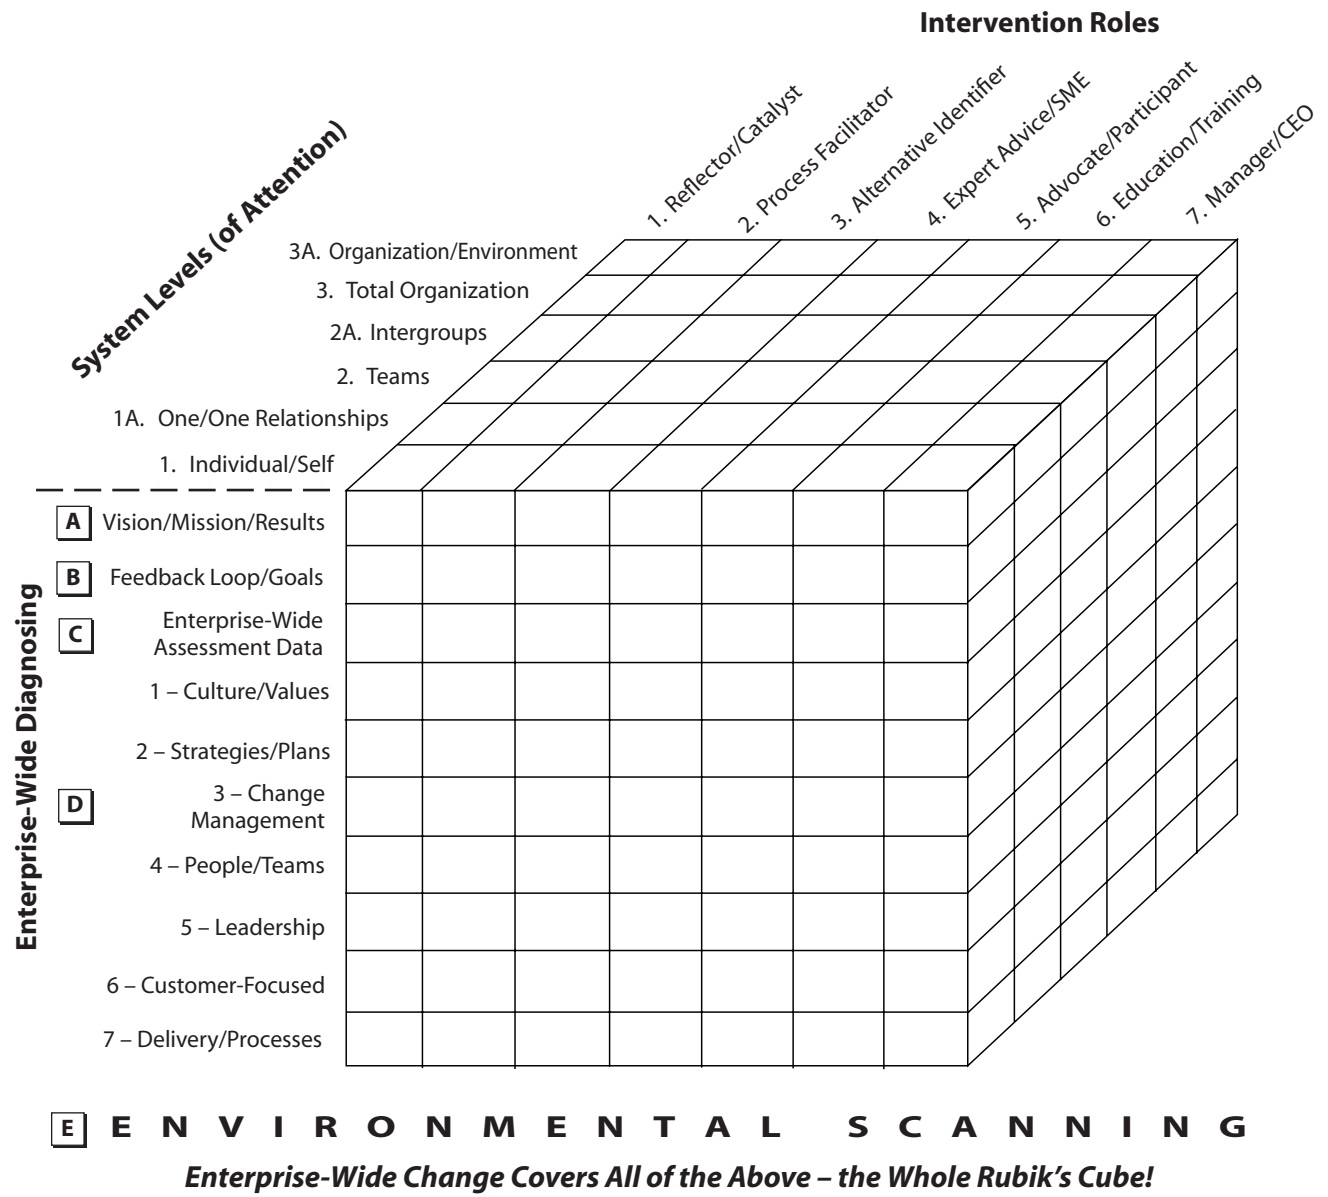 Intervention Roles
1. Reflector/Catalyst
2. Process Facilitator
3. Alternative Identifier
4. Expert Advice/SME
5. Advocate/Participant
6. Education/Training
7. Manager/CEO
System Levels (of Attention)
3A. Organization/Environment
3. Total Organization
2A. Intergroups
2. Teams
1A. One/One Relationships
1. Individual/Self
Enterprise-Wide Diagnosing
A Vision/Mission/Results
B Feedback Loop/Goals
C Enterprise-Wide
Assessment Data
1 – Culture/Values
2 – Strategies/Plans
D 3 – Change
Management
4 – People/Teams
5 – Leadership
6 – Customer-Focused
7 – Delivery/Processes
E ENVIRONMENTAL SCANNING
Enterprise-Wide Change Covers All of the Above – the Whole Rubik's Cube!